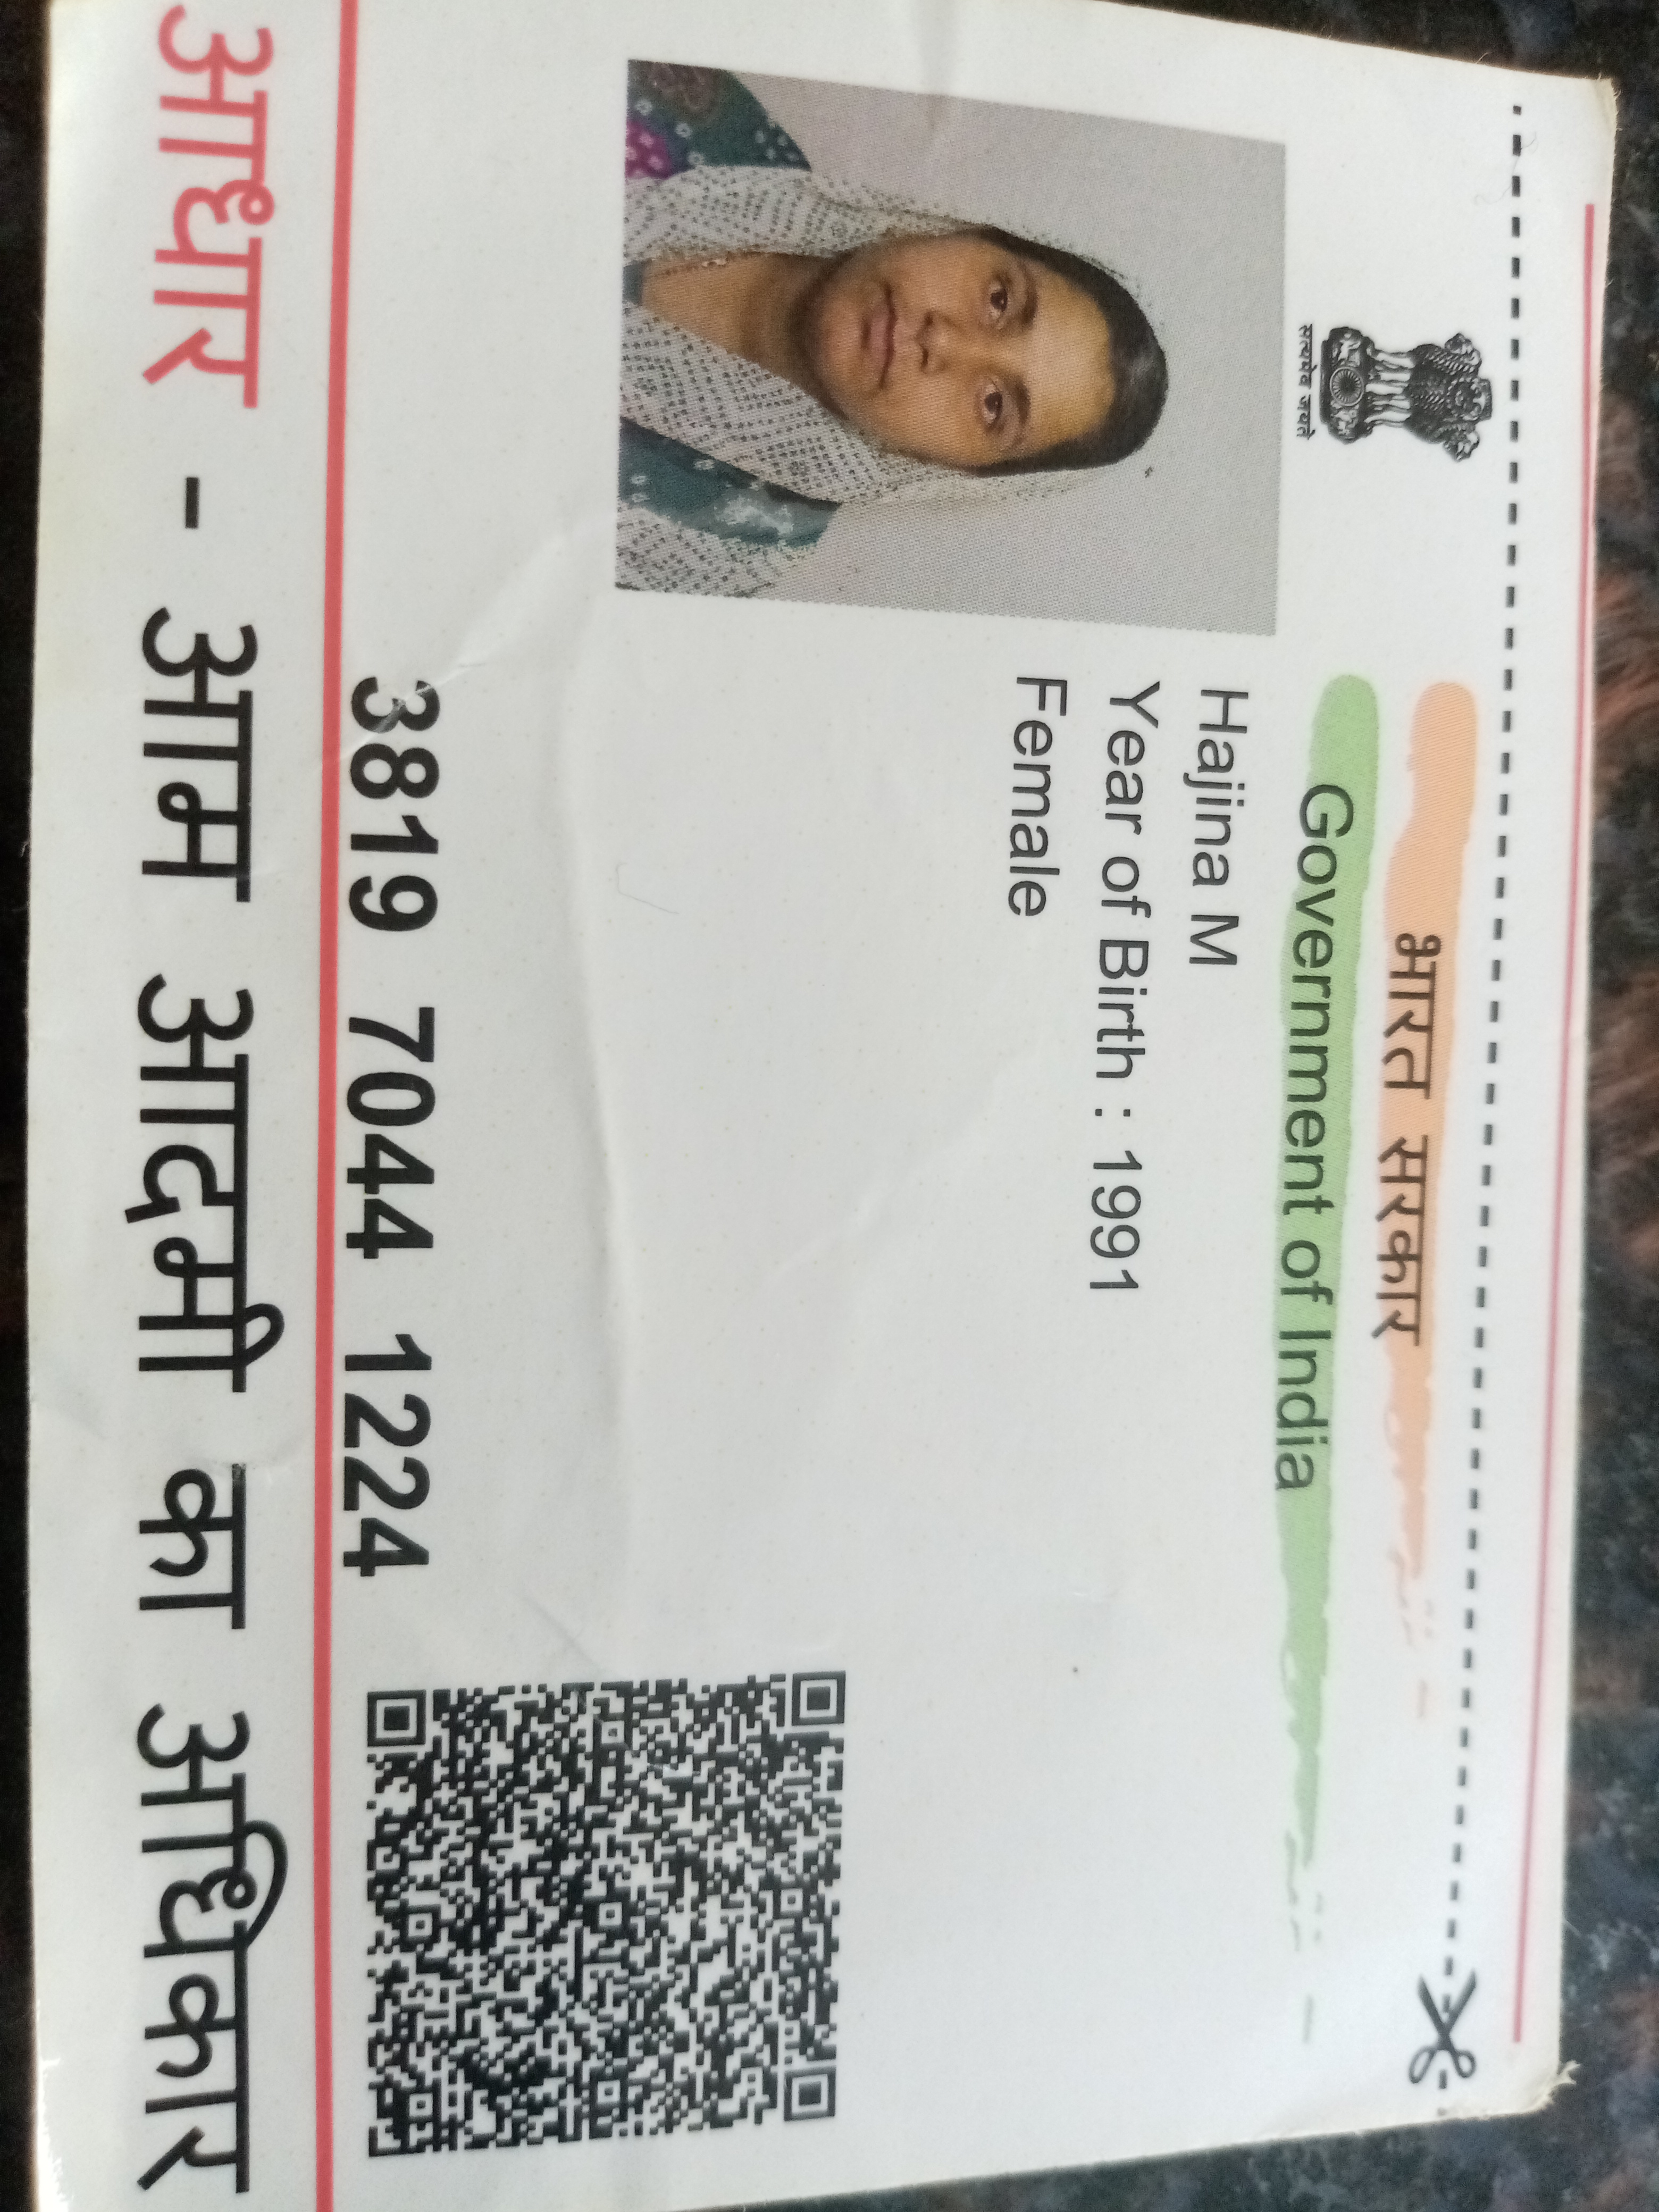 भारत सरकार
Government of India
सत्यमेव जयते
Hajina M
Year of Birth : 1991
Female
3819 7044 1224
आधार - आम आदमी का अधिकार